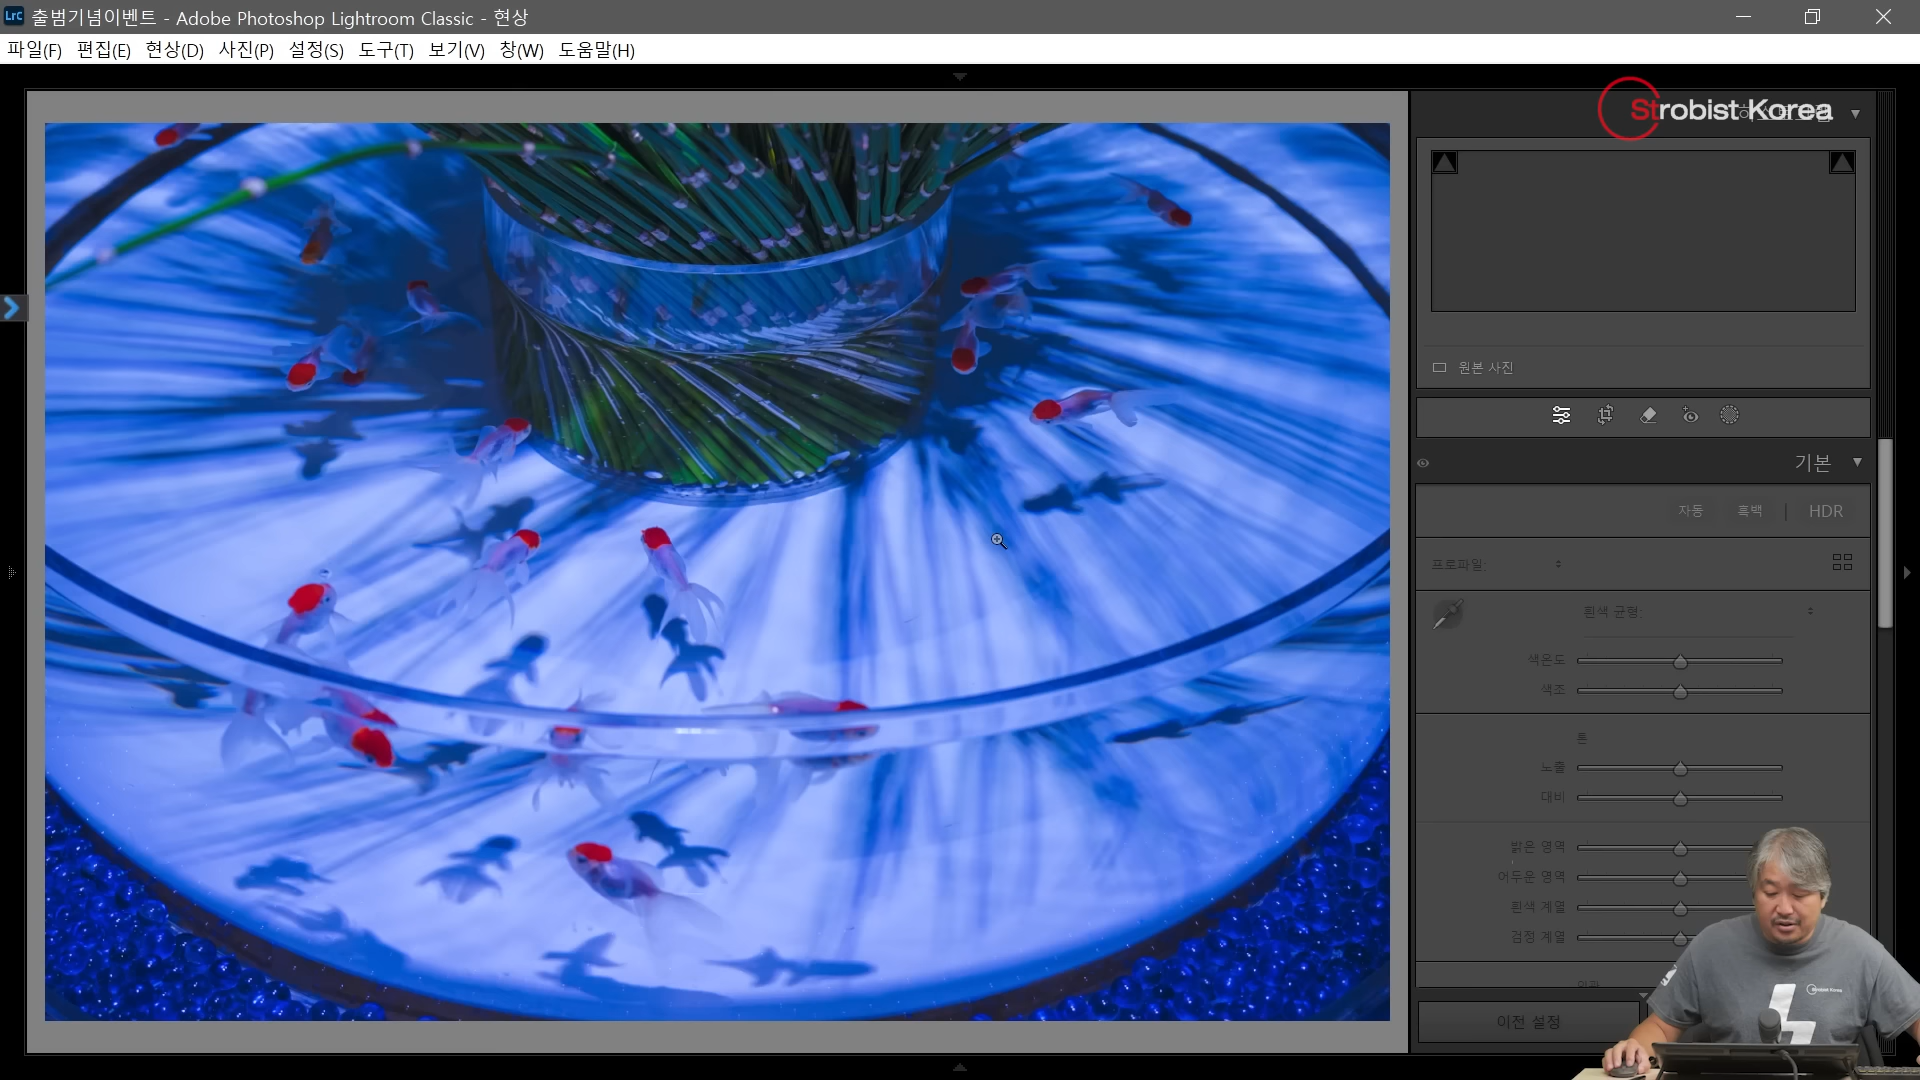 LrC 출범기념이벤트 - Adobe Photoshop Lightroom Classic - 현상
파일(F) 편집(E) 현상(D) 사진(P) 설정(S) 도구(T) 보기(V) 창(W) 도움말(H)
Strobist Korea
원본 사진
기본
자동 흑백 | HDR
프로파일:
흰색 균형:
색온도
색조
톤
노출
대비
밝은 영역
어두운 영역
흰색 계열
검정 계열
이전 설정